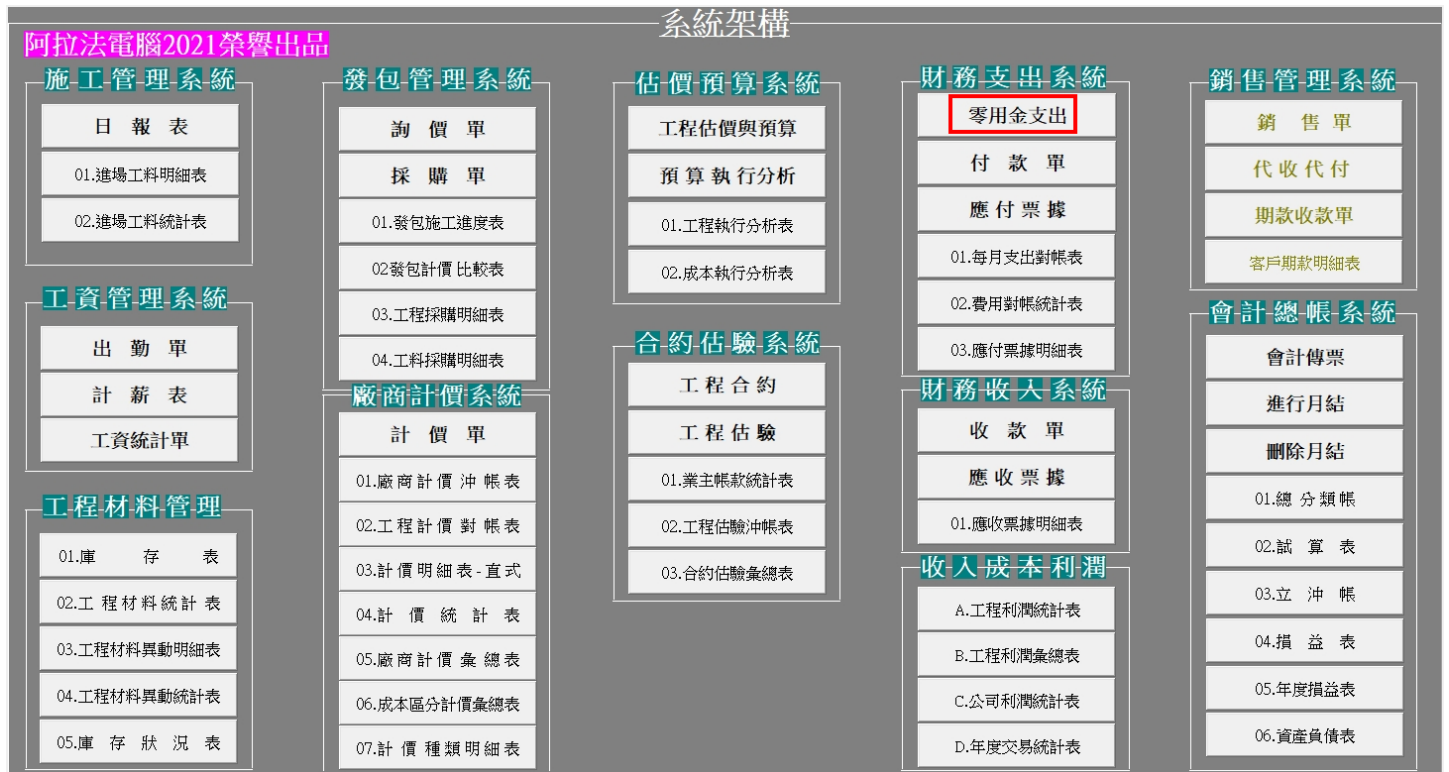 系統架構
阿拉法電腦2021榮譽出品
施工管理系統
日 報 表
01.進場工料明細表
02.進場工料統計表
工資管理系統
出 勤 單
計 薪 表
工資統計單
工程材料管理
01.庫 存 表
02.工程材料統計表
03.工程材料異動明細表
04.工程材料異動統計表
05.庫 存 狀 況 表
發包管理系統
詢 價 單
採 購 單
01.發包施工進度表
02發包計價比較表
03.工程採購明細表
04.工料採購明細表
廠商計價系統
計 價 單
01.廠商計價沖帳表
02.工程計價對帳表
03.計價明細表-直式
04.計 價 統 計 表
05.廠商計價彙總表
06.成本區分計價彙總表
07.計價種類明細表
估價預算系統
工程估價與預算
預算執行分析
01.工程執行分析表
02.成本執行分析表
合約估驗系統
工程合約
工程估驗
01.業主帳款統計表
02.工程估驗沖帳表
03.合約估驗彙總表
財務支出系統
零用金支出
付 款 單
應付票據
01.每月支出對帳表
02.費用對帳統計表
03.應付票據明細表
財務收入系統
收 款 單
應收票據
01.應收票據明細表
收入成本利潤
A.工程利潤統計表
B.工程利潤彙總表
C.公司利潤統計表
D.年度交易統計表
銷售管理系統
銷 售 單
代收代付
期款收款單
客戶期款明細表
會計總帳系統
會計傳票
進行月結
刪除月結
01.總分類帳
02.試 算 表
03.立 沖 帳
04.損 益 表
05.年度損益表
06.資產負債表